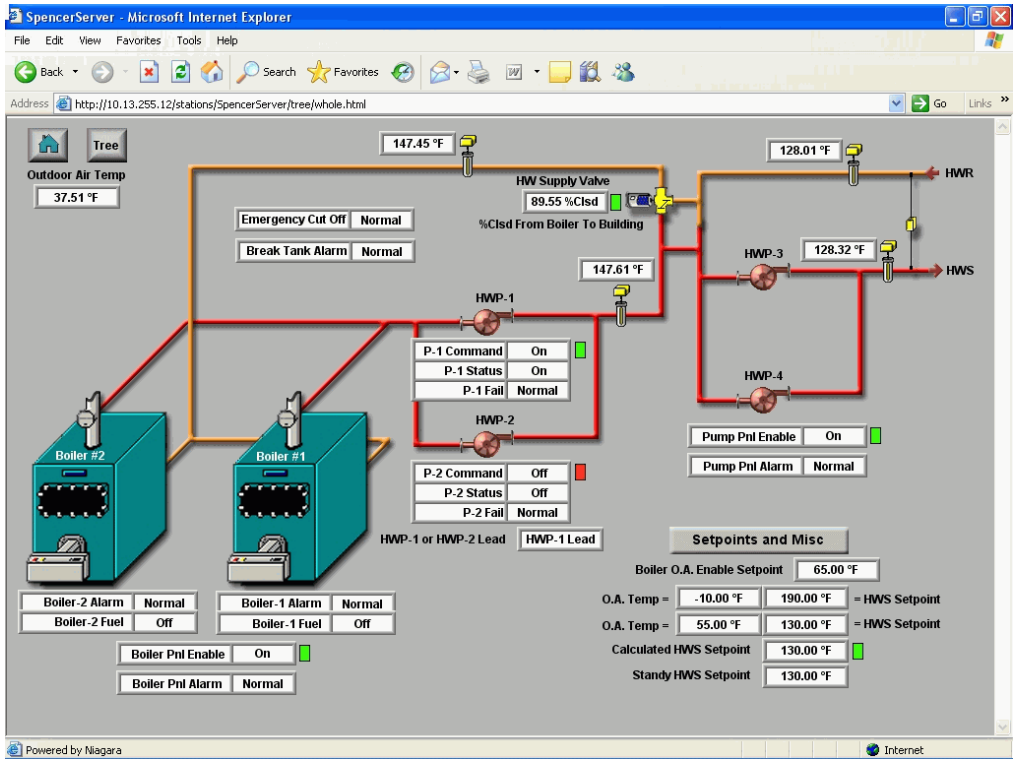 SpencerServer - Microsoft Internet Explorer
File Edit View Favorites Tools Help
Back Search Favorites
Address http://10.13.255.12/stations/SpencerServer/tree/whole.html Go Links »
Tree
Outdoor Air Temp
37.51 °F
147.45 °F
128.01 °F
HWR
HW Supply Valve
89.55 %Clsd
%Clsd From Boiler To Building
Emergency Cut Off Normal
Break Tank Alarm Normal
147.61 °F
HWP-3
128.32 °F
HWS
HWP-1
P-1 Command On
P-1 Status On
P-1 Fail Normal
HWP-4
HWP-2
P-2 Command Off
P-2 Status Off
P-2 Fail Normal
HWP-1 or HWP-2 Lead HWP-1 Lead
Pump Pnl Enable On
Pump Pnl Alarm Normal
Boiler #2
Boiler #1
Boiler-2 Alarm Normal
Boiler-2 Fuel Off
Boiler-1 Alarm Normal
Boiler-1 Fuel Off
Boiler Pnl Enable On
Boiler Pnl Alarm Normal
Setpoints and Misc
Boiler O.A. Enable Setpoint 65.00 °F
O.A. Temp = -10.00 °F 190.00 °F = HWS Setpoint
O.A. Temp = 55.00 °F 130.00 °F = HWS Setpoint
Calculated HWS Setpoint 130.00 °F
Standy HWS Setpoint 130.00 °F
Powered by Niagara
Internet